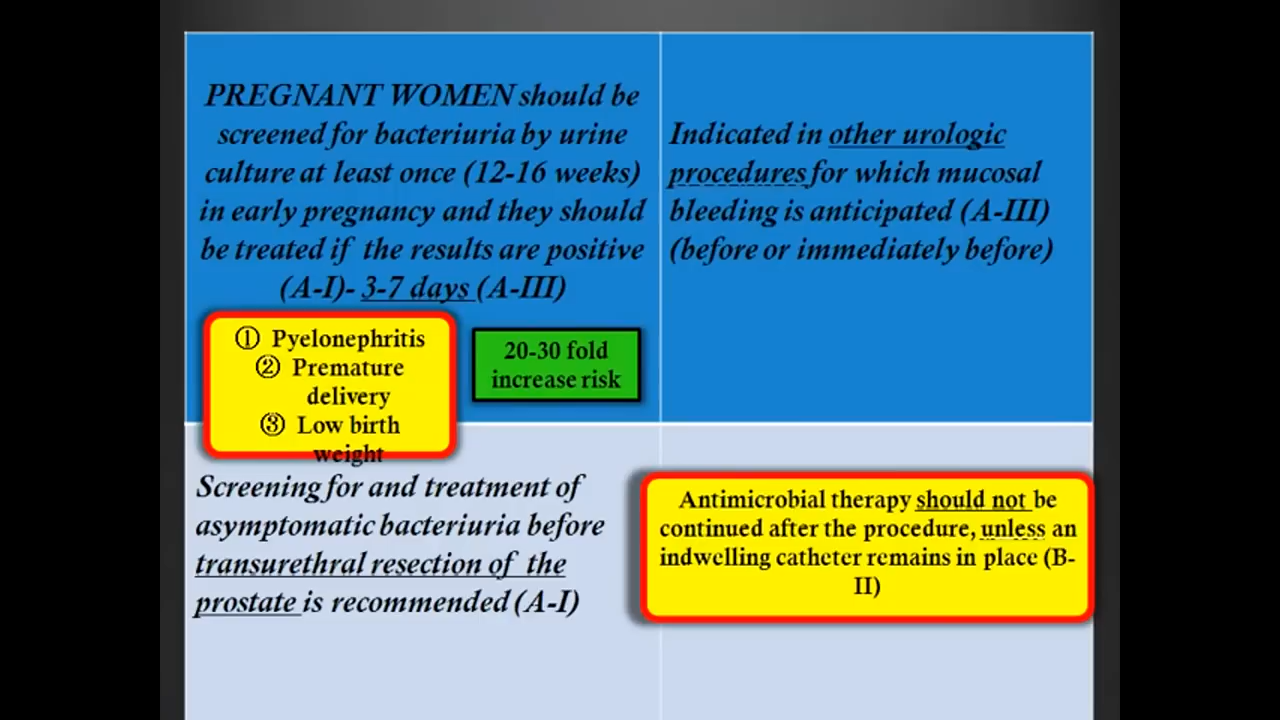 PREGNANT WOMEN should be
screened for bacteriuria by urine
culture at least once (12-16 weeks)
in early pregnancy and they should
be treated if the results are positive
(A-I)- 3-7 days (A-III)
① Pyelonephritis
② Premature
delivery
③ Low birth
weight
20-30 fold
increase risk
Indicated in other urologic
procedures for which mucosal
bleeding is anticipated (A-III)
(before or immediately before)
Screening for and treatment of
asymptomatic bacteriuria before
transurethral resection of the
prostate is recommended (A-I)
Antimicrobial therapy should not be
continued after the procedure, unless an
indwelling catheter remains in place (B-
II)